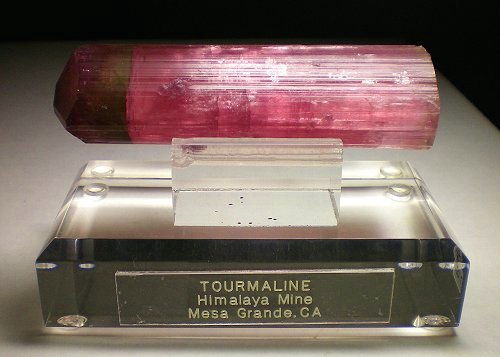 TOURMALINE
Himalaya Mine
Mesa Grande,CA